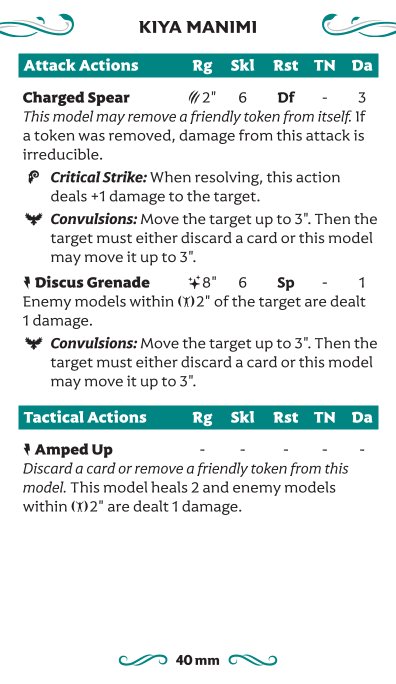 KIYA MANIMI
Attack Actions Rg Skl Rst TN Da
Charged Spear 2" 6 Df - 3
This model may remove a friendly token from itself. If
a token was removed, damage from this attack is
irreducible.
Critical Strike: When resolving, this action
deals +1 damage to the target.
Convulsions: Move the target up to 3". Then the
target must either discard a card or this model
may move it up to 3".
Discus Grenade 8" 6 Sp - 1
Enemy models within 2" of the target are dealt
1 damage.
Convulsions: Move the target up to 3". Then the
target must either discard a card or this model
may move it up to 3".
Tactical Actions Rg Skl Rst TN Da
Amped Up - - - - -
Discard a card or remove a friendly token from this
model. This model heals 2 and enemy models
within 2" are dealt 1 damage.
40 mm